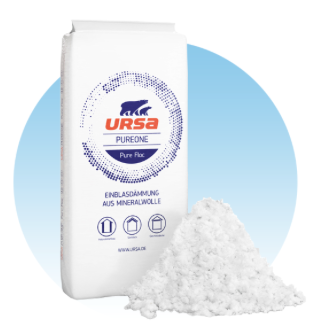 URSA
PUREONE
Pure Floc
EINBLASDÄMMUNG
AUS MINERALWOLLE
WWW.URSA.DE